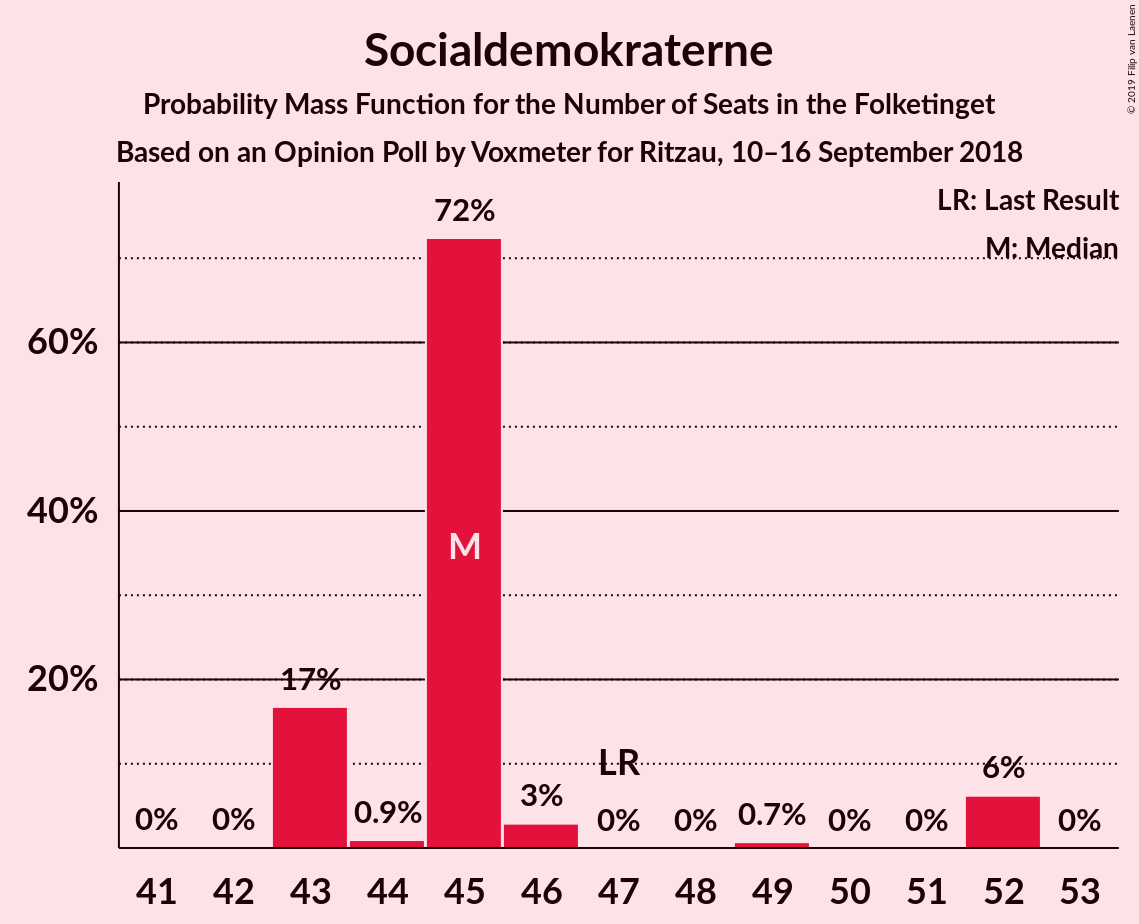 Socialdemokraterne
Probability Mass Function for the Number of Seats in the Folketinget
Based on an Opinion Poll by Voxmeter for Ritzau, 10–16 September 2018
© 2019 Filip van Laenen
LR: Last Result
M: Median
60%
40%
20%
0% 0% 17% 0.9% 72% 3% 0% 0% 0.7% 0% 0% 6% 0%
M
LR
41 42 43 44 45 46 47 48 49 50 51 52 53